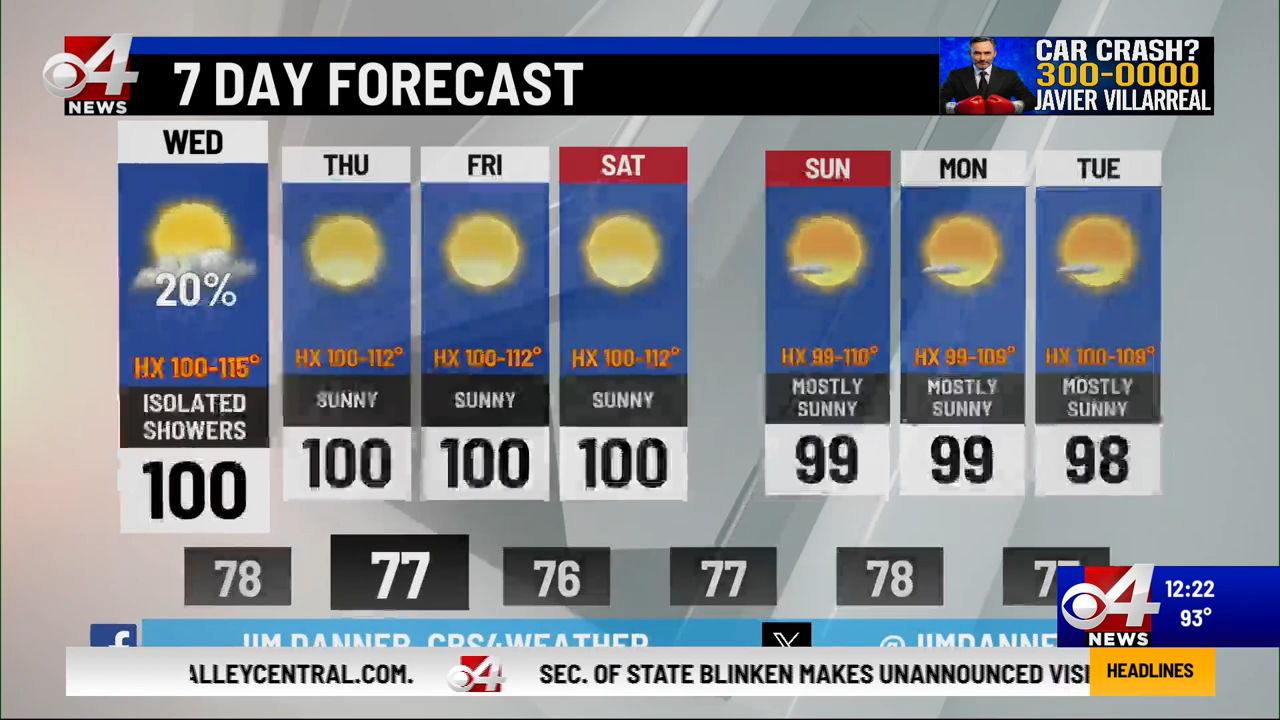 4
NEWS
7 DAY FORECAST
CAR CRASH?
300-0000
JAVIER VILLARREAL
WED
20%
HX 100-115°
ISOLATED
SHOWERS
100
THU
HX 100-112°
SUNNY
100
FRI
HX 100-112°
SUNNY
100
SAT
HX 100-112°
SUNNY
100
SUN
HX 99-110°
MOSTLY
SUNNY
99
MON
HX 99-109°
MOSTLY
SUNNY
99
TUE
HX 100-109°
MOSTLY
SUNNY
98
78
77
76
77
78
JIM DANNER, CBS4WEATHER
ALLEYCENTRAL.COM.
4
SEC. OF STATE BLINKEN MAKES UNANNOUNCED
HEADLINES
4
NEWS
12:22
93°